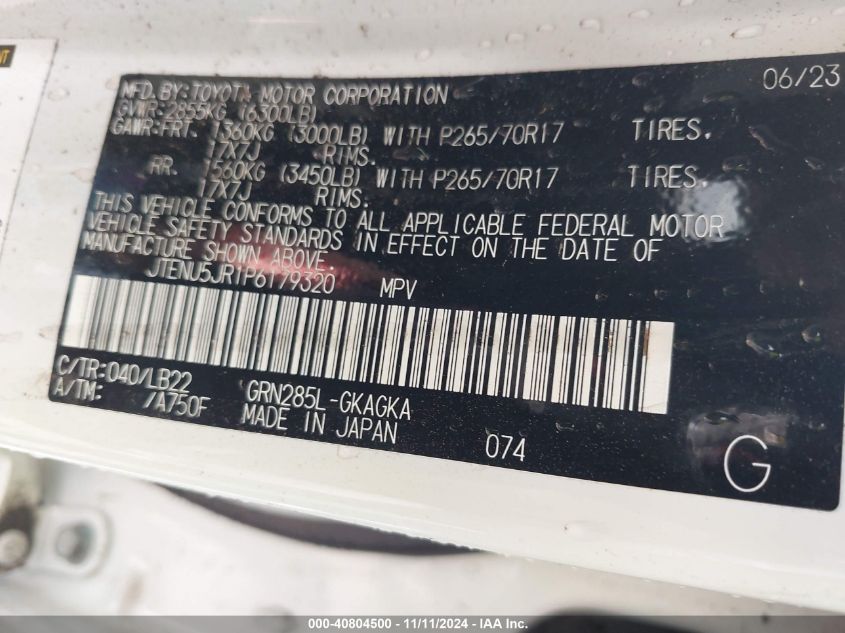 MFD. BY: TOYOTA MOTOR CORPORATION 06/23
GVWR: 2855KG (6300LB)
GAWR: FRT. 1360KG (3000LB) WITH P265/70R17 TIRES.
17X7J RIMS.
RR. 1560KG (3450LB) WITH P265/70R17 TIRES.
17X7J RIMS.
THIS VEHICLE CONFORMS TO ALL APPLICABLE FEDERAL MOTOR
VEHICLE SAFETY STANDARDS IN EFFECT ON THE DATE OF
MANUFACTURE SHOWN ABOVE.
JTENU5JR1P6179320 MPV
C/TR: 040/LB22 GRN285L-GKAGKA
A/TM: /A750F MADE IN JAPAN 074 G
000-40804500 - 11/11/2024 - IAA Inc.